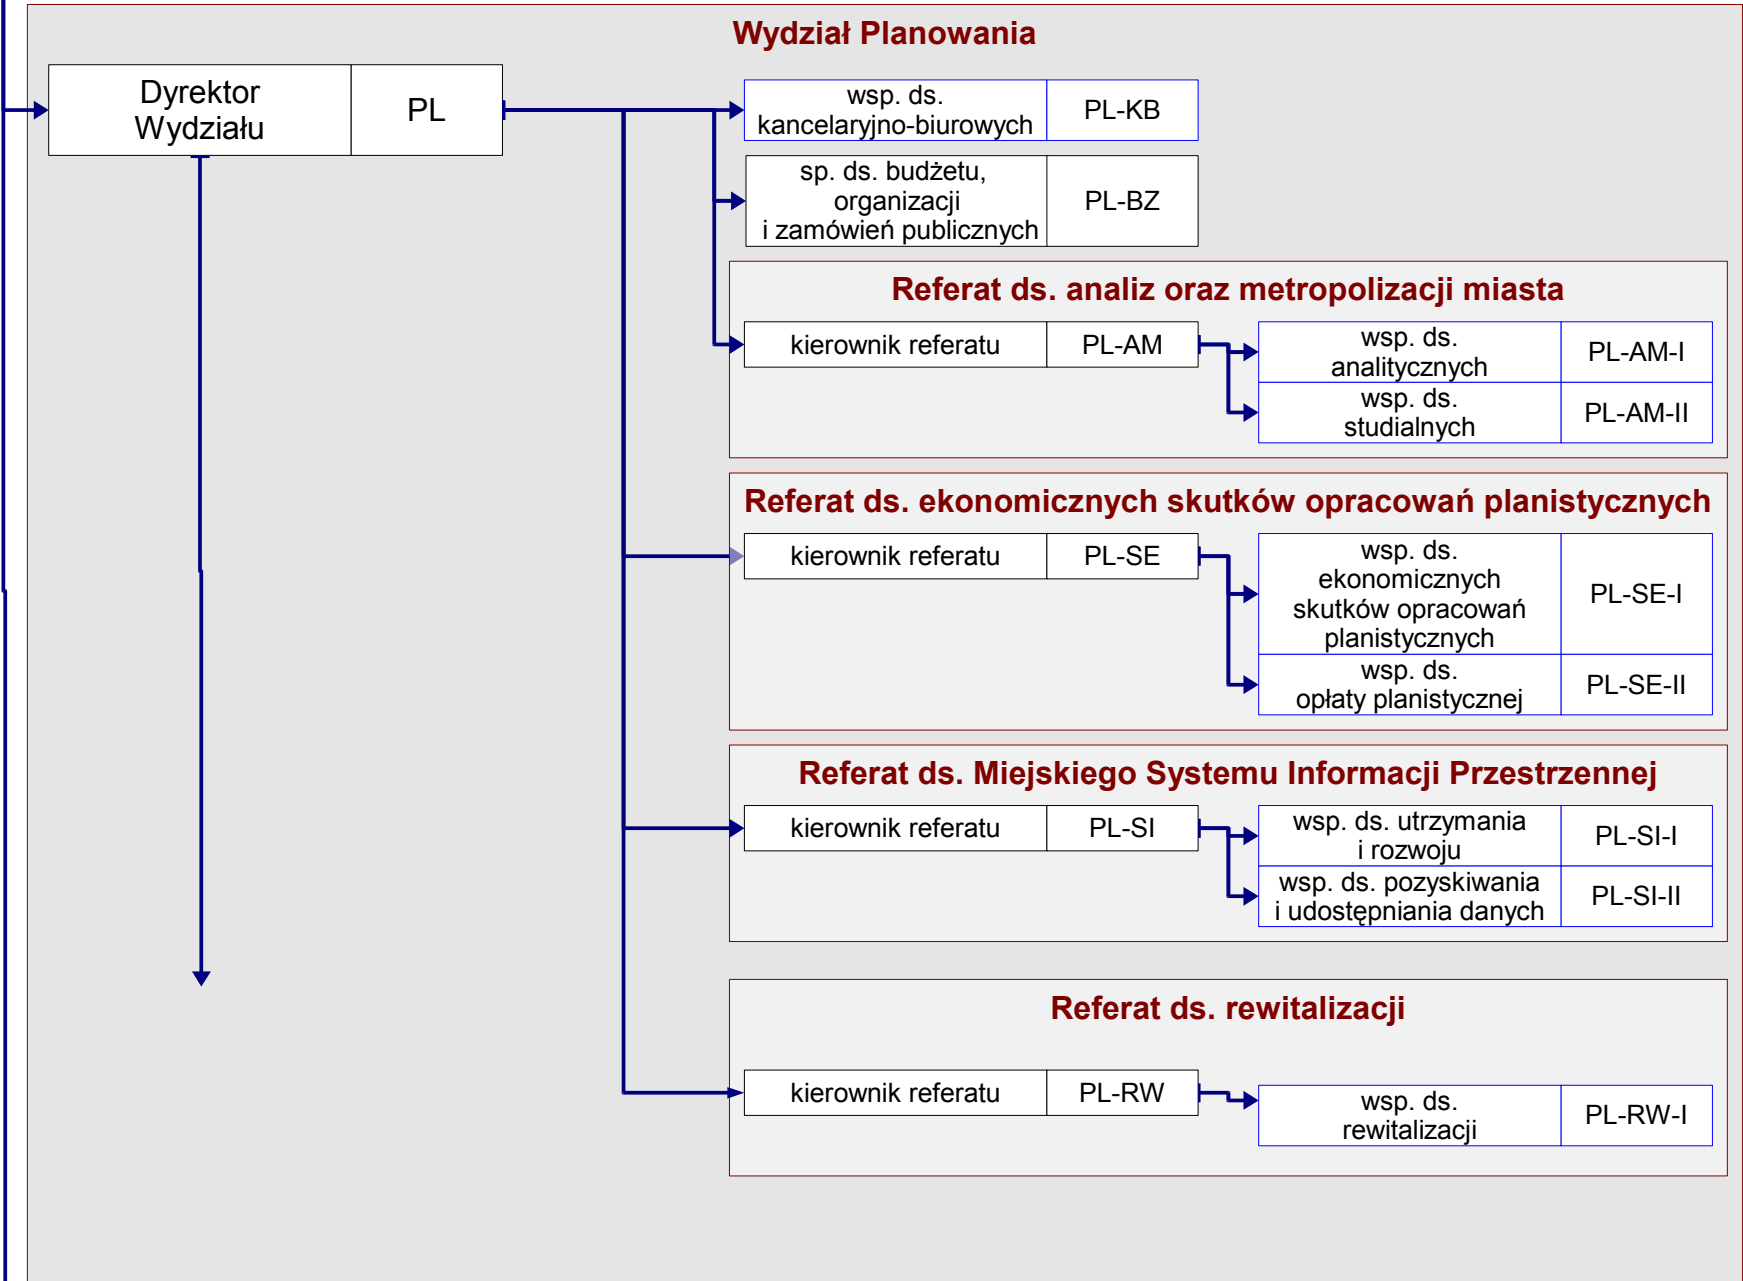 Wydział Planowania
Dyrektor
Wydziału
PL
wsp. ds.
kancelaryjno-biurowych
PL-KB
sp. ds. budżetu,
organizacji
i zamówień publicznych
PL-BZ
Referat ds. analiz oraz metropolizacji miasta
kierownik referatu
PL-AM
wsp. ds.
analitycznych
PL-AM-I
wsp. ds.
studialnych
PL-AM-II
Referat ds. ekonomicznych skutków opracowań planistycznych
kierownik referatu
PL-SE
wsp. ds.
ekonomicznych
skutków opracowań
planistycznych
PL-SE-I
wsp. ds.
opłaty planistycznej
PL-SE-II
Referat ds. Miejskiego Systemu Informacji Przestrzennej
kierownik referatu
PL-SI
wsp. ds. utrzymania
i rozwoju
PL-SI-I
wsp. ds. pozyskiwania
i udostępniania danych
PL-SI-II
Referat ds. rewitalizacji
kierownik referatu
PL-RW
wsp. ds.
rewitalizacji
PL-RW-I